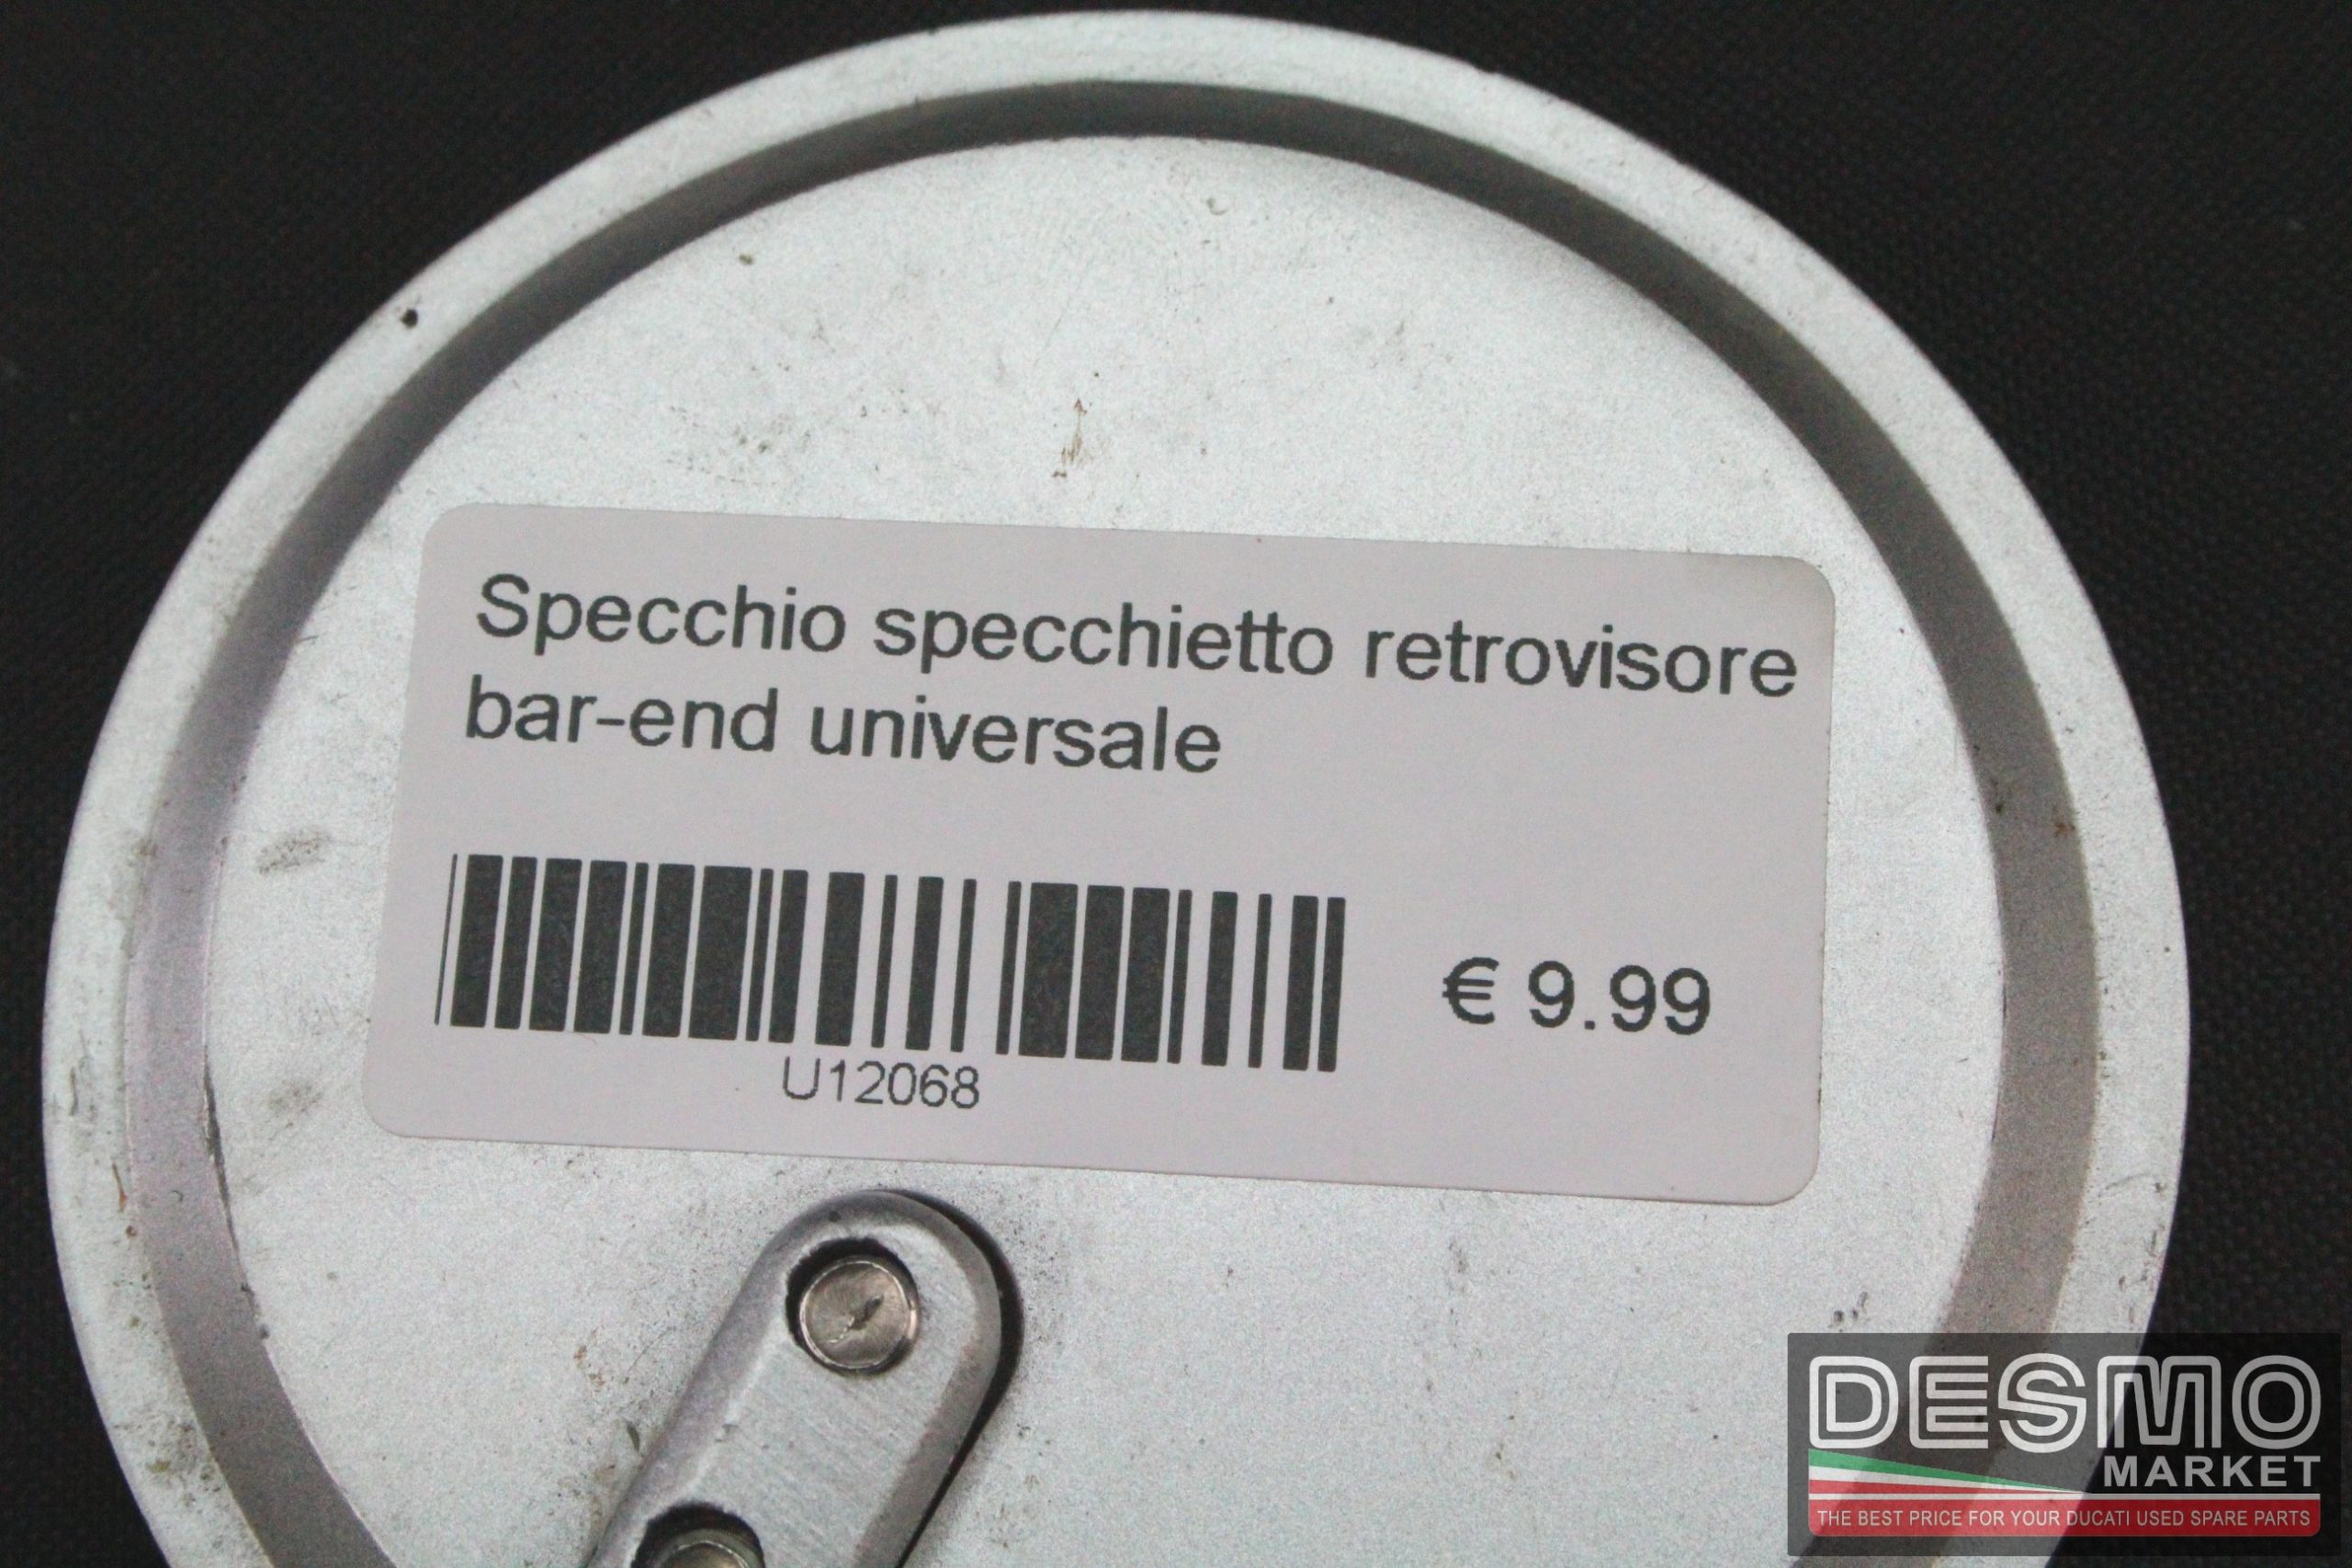 Specchio specchietto retrovisore
bar-end universale
€ 9.99
U12068
DESMO
MARKET
THE BEST PRICE FOR YOUR DUCATI USED SPARE PARTS